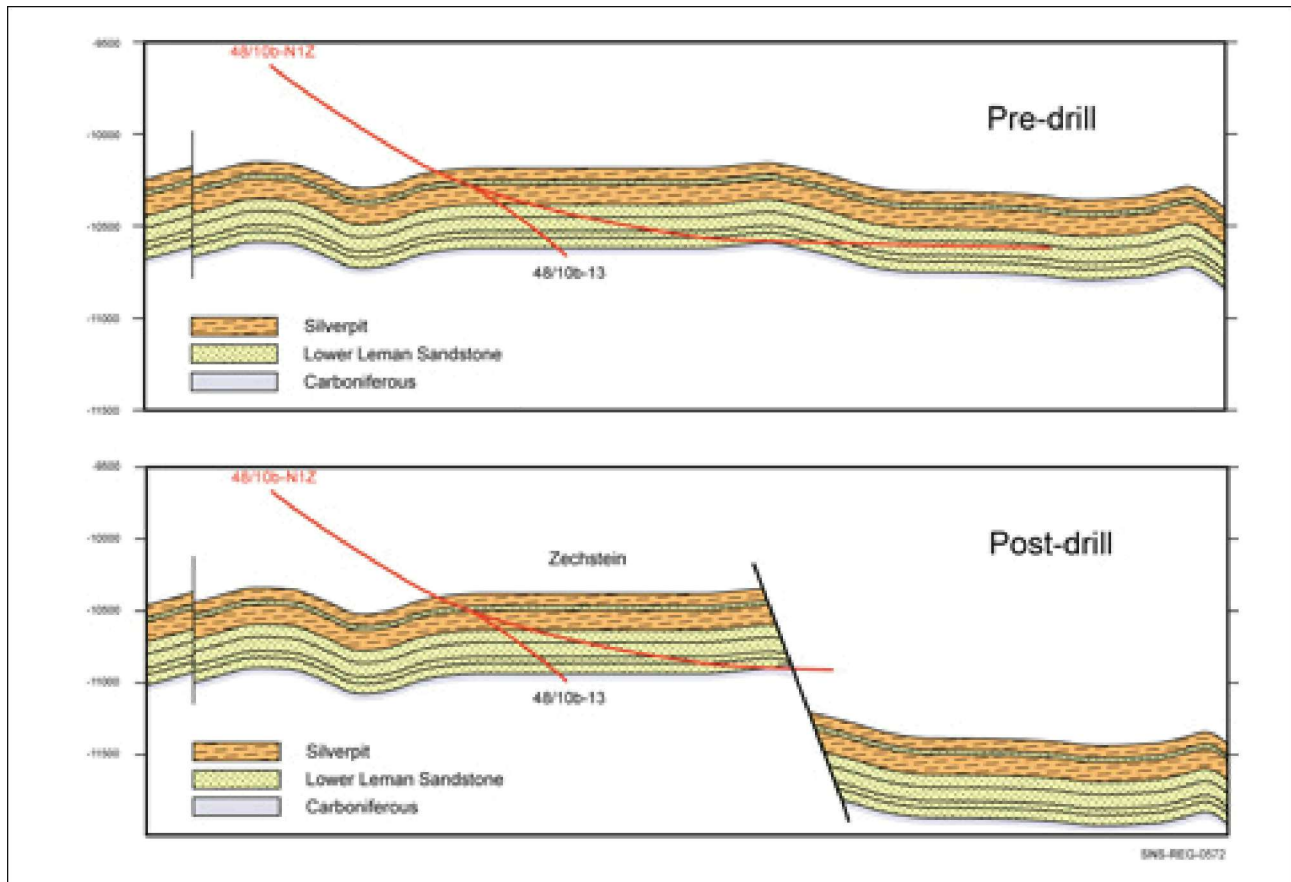 -9500
48/10b-N1Z
-10000
Pre-drill
-10500
48/10b-13
-11000
Silverpit
Lower Leman Sandstone
Carboniferous
-11500
-9500
48/10b-N1Z
-10000
Zechstein
Post-drill
-10500
-11000
48/10b-13
-11500
Silverpit
Lower Leman Sandstone
Carboniferous
SNS-REG-0572